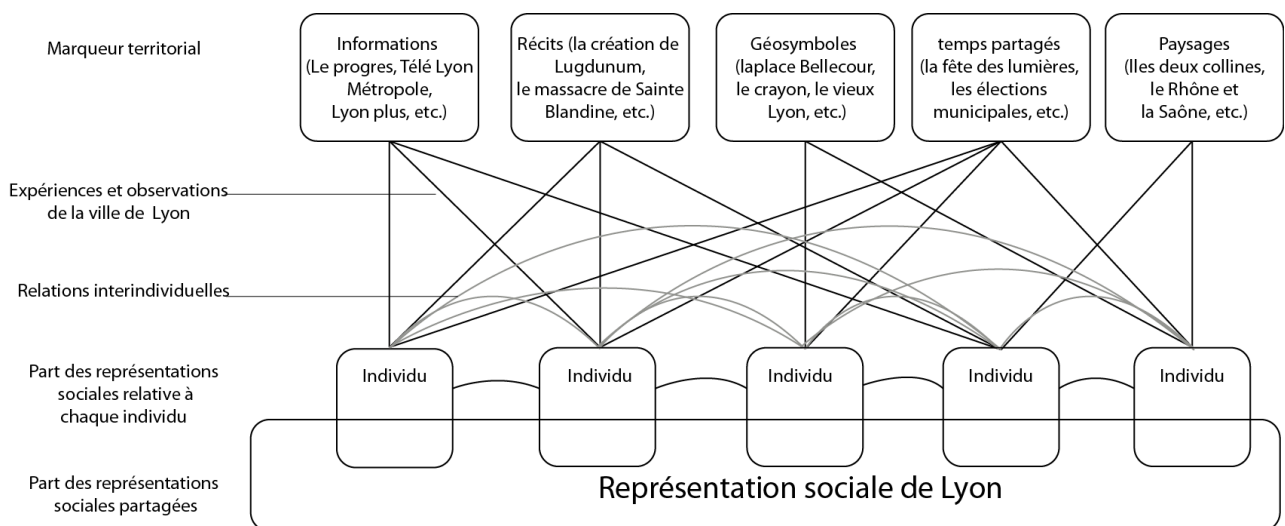 Marqueur territorial
Informations
(Le progres, Télé Lyon
Métropole,
Lyon plus, etc.)
Récits (la création de
Lugdunum,
le massacre de Sainte
Blandine, etc.)
Géosymboles
(laplace Bellecour,
le crayon, le vieux
Lyon, etc.)
temps partagés
(la fête des lumières,
les élections
municipales, etc.)
Paysages
(lles deux collines,
le Rhône et
la Saône, etc.)
Expériences et observations
de la ville de Lyon
Relations interindividuelles
Part des représentations
sociales relative à
chaque individu
Individu
Individu
Individu
Individu
Individu
Part des représentations
sociales partagées
Représentation sociale de Lyon